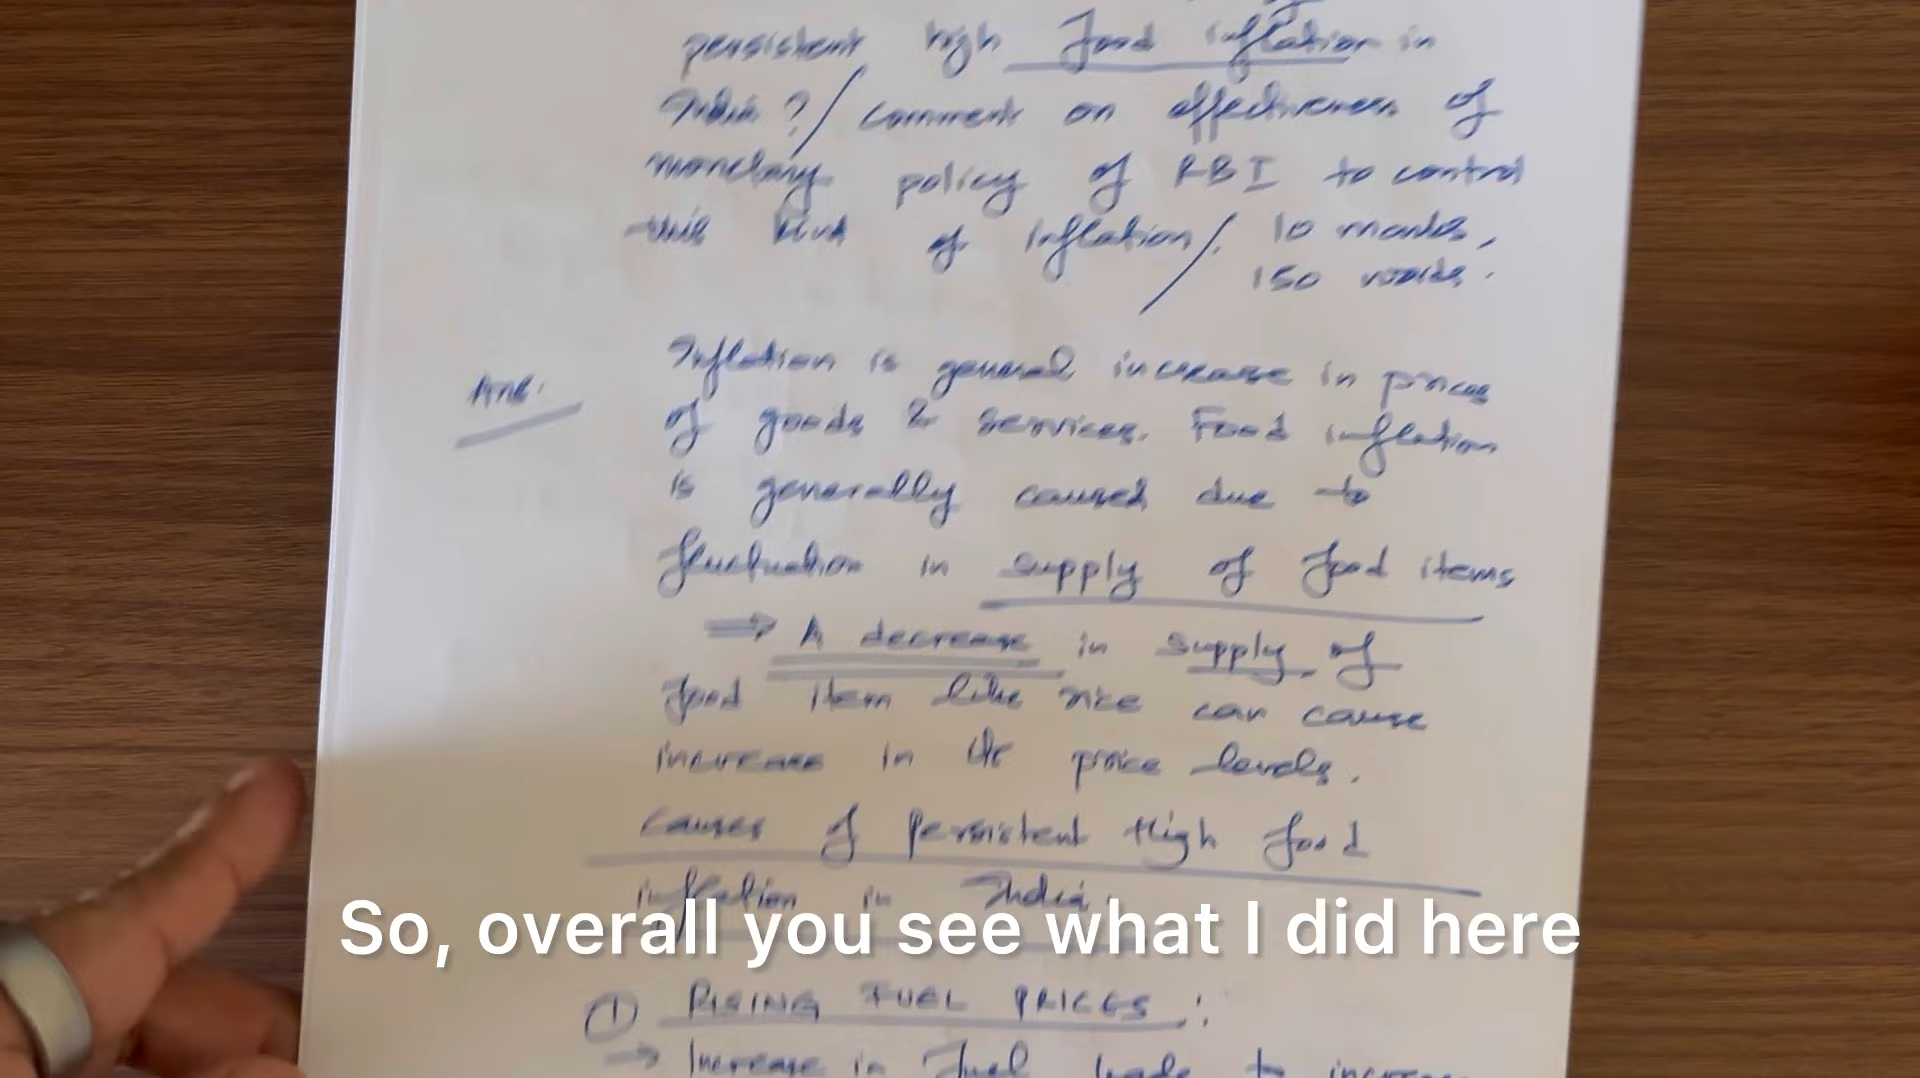 persistent high Food inflation in
India ? / comment on effectiveness of
monetary policy of RBI to control
this kind of inflation /. 10 marks,
150 words.
Ans. Inflation is general increase in prices
of goods & services. Food inflation
is generally caused due to
fluctuation in supply of food items
⇒ A decrease in supply of
food item like rice can cause
increase in its price levels.
causes of Persistent High food
inflation in India:
So, overall you see what I did here
① RISING FUEL PRICES :
→ Increase in Fuel leads to increase